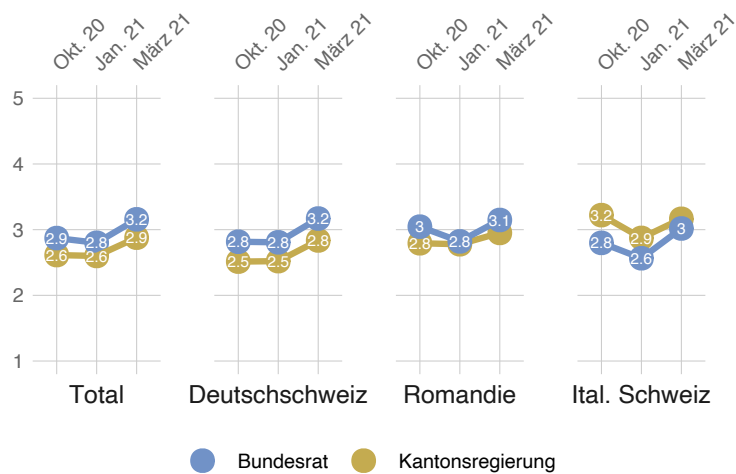 Okt. 20 Jan. 21 März 21 Okt. 20 Jan. 21 März 21 Okt. 20 Jan. 21 März 21 Okt. 20 Jan. 21 März 21
5
4
3.2 3.2 3.1 3.2
3 2.9 2.8 2.8 2.8 3 2.8 2.8 2.9 3
2.6 2.6 2.9 2.5 2.5 2.8 2.8 2.6
2
1
Total Deutschschweiz Romandie Ital. Schweiz
Bundesrat Kantonsregierung